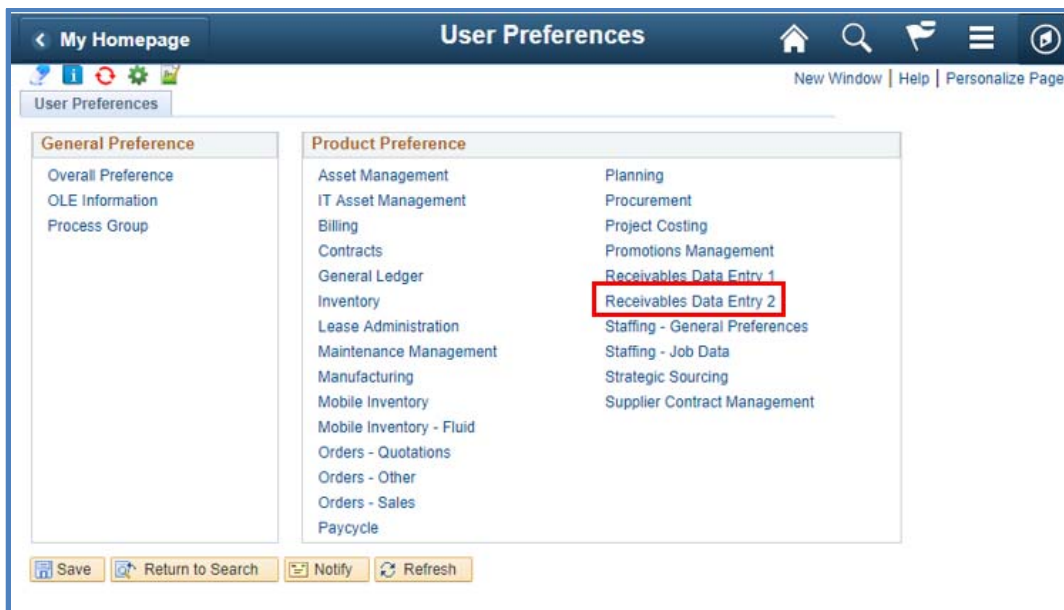 My Homepage
User Preferences
New Window | Help | Personalize Page
User Preferences
General Preference
Overall Preference
OLE Information
Process Group
Product Preference
Asset Management
IT Asset Management
Billing
Contracts
General Ledger
Inventory
Lease Administration
Maintenance Management
Manufacturing
Mobile Inventory
Mobile Inventory - Fluid
Orders - Quotations
Orders - Other
Orders - Sales
Paycycle
Planning
Procurement
Project Costing
Promotions Management
Receivables Data Entry 1
Receivables Data Entry 2
Staffing - General Preferences
Staffing - Job Data
Strategic Sourcing
Supplier Contract Management
Save
Return to Search
Notify
Refresh